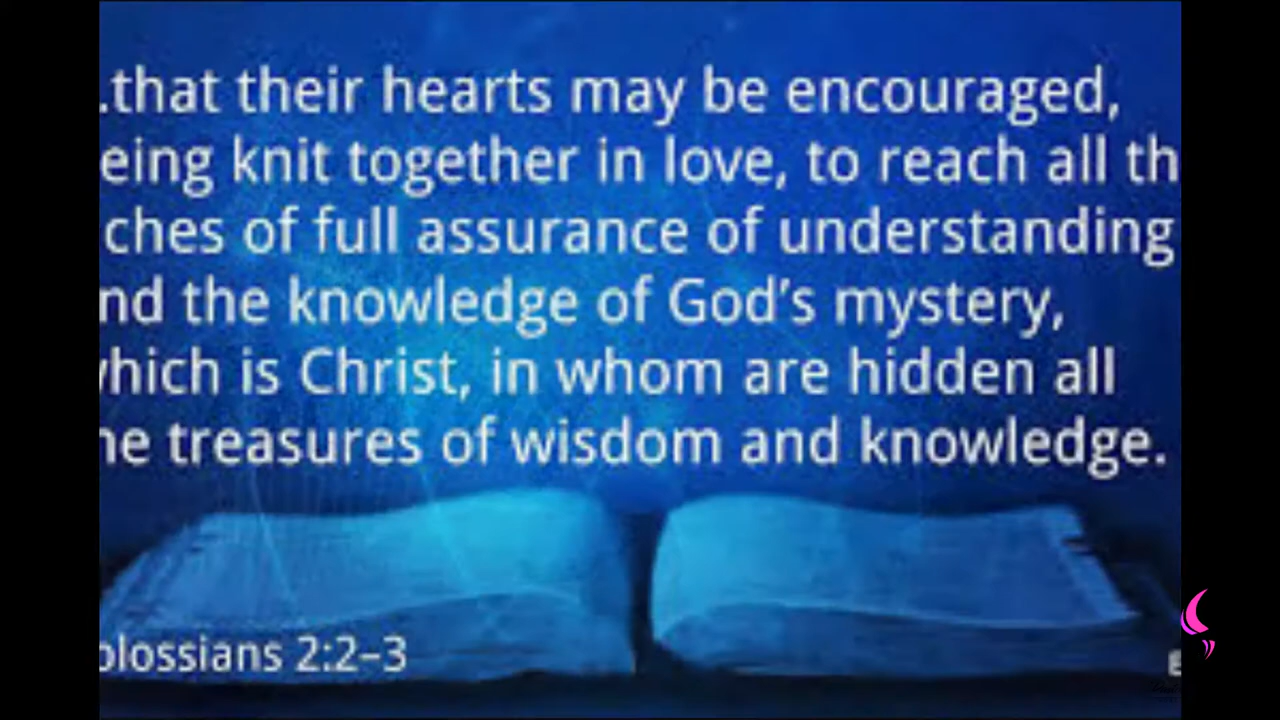 .that their hearts may be encouraged,
eing knit together in love, to reach all th
ches of full assurance of understanding
nd the knowledge of God's mystery,
hich is Christ, in whom are hidden all
he treasures of wisdom and knowledge.
olossians 2:2–3